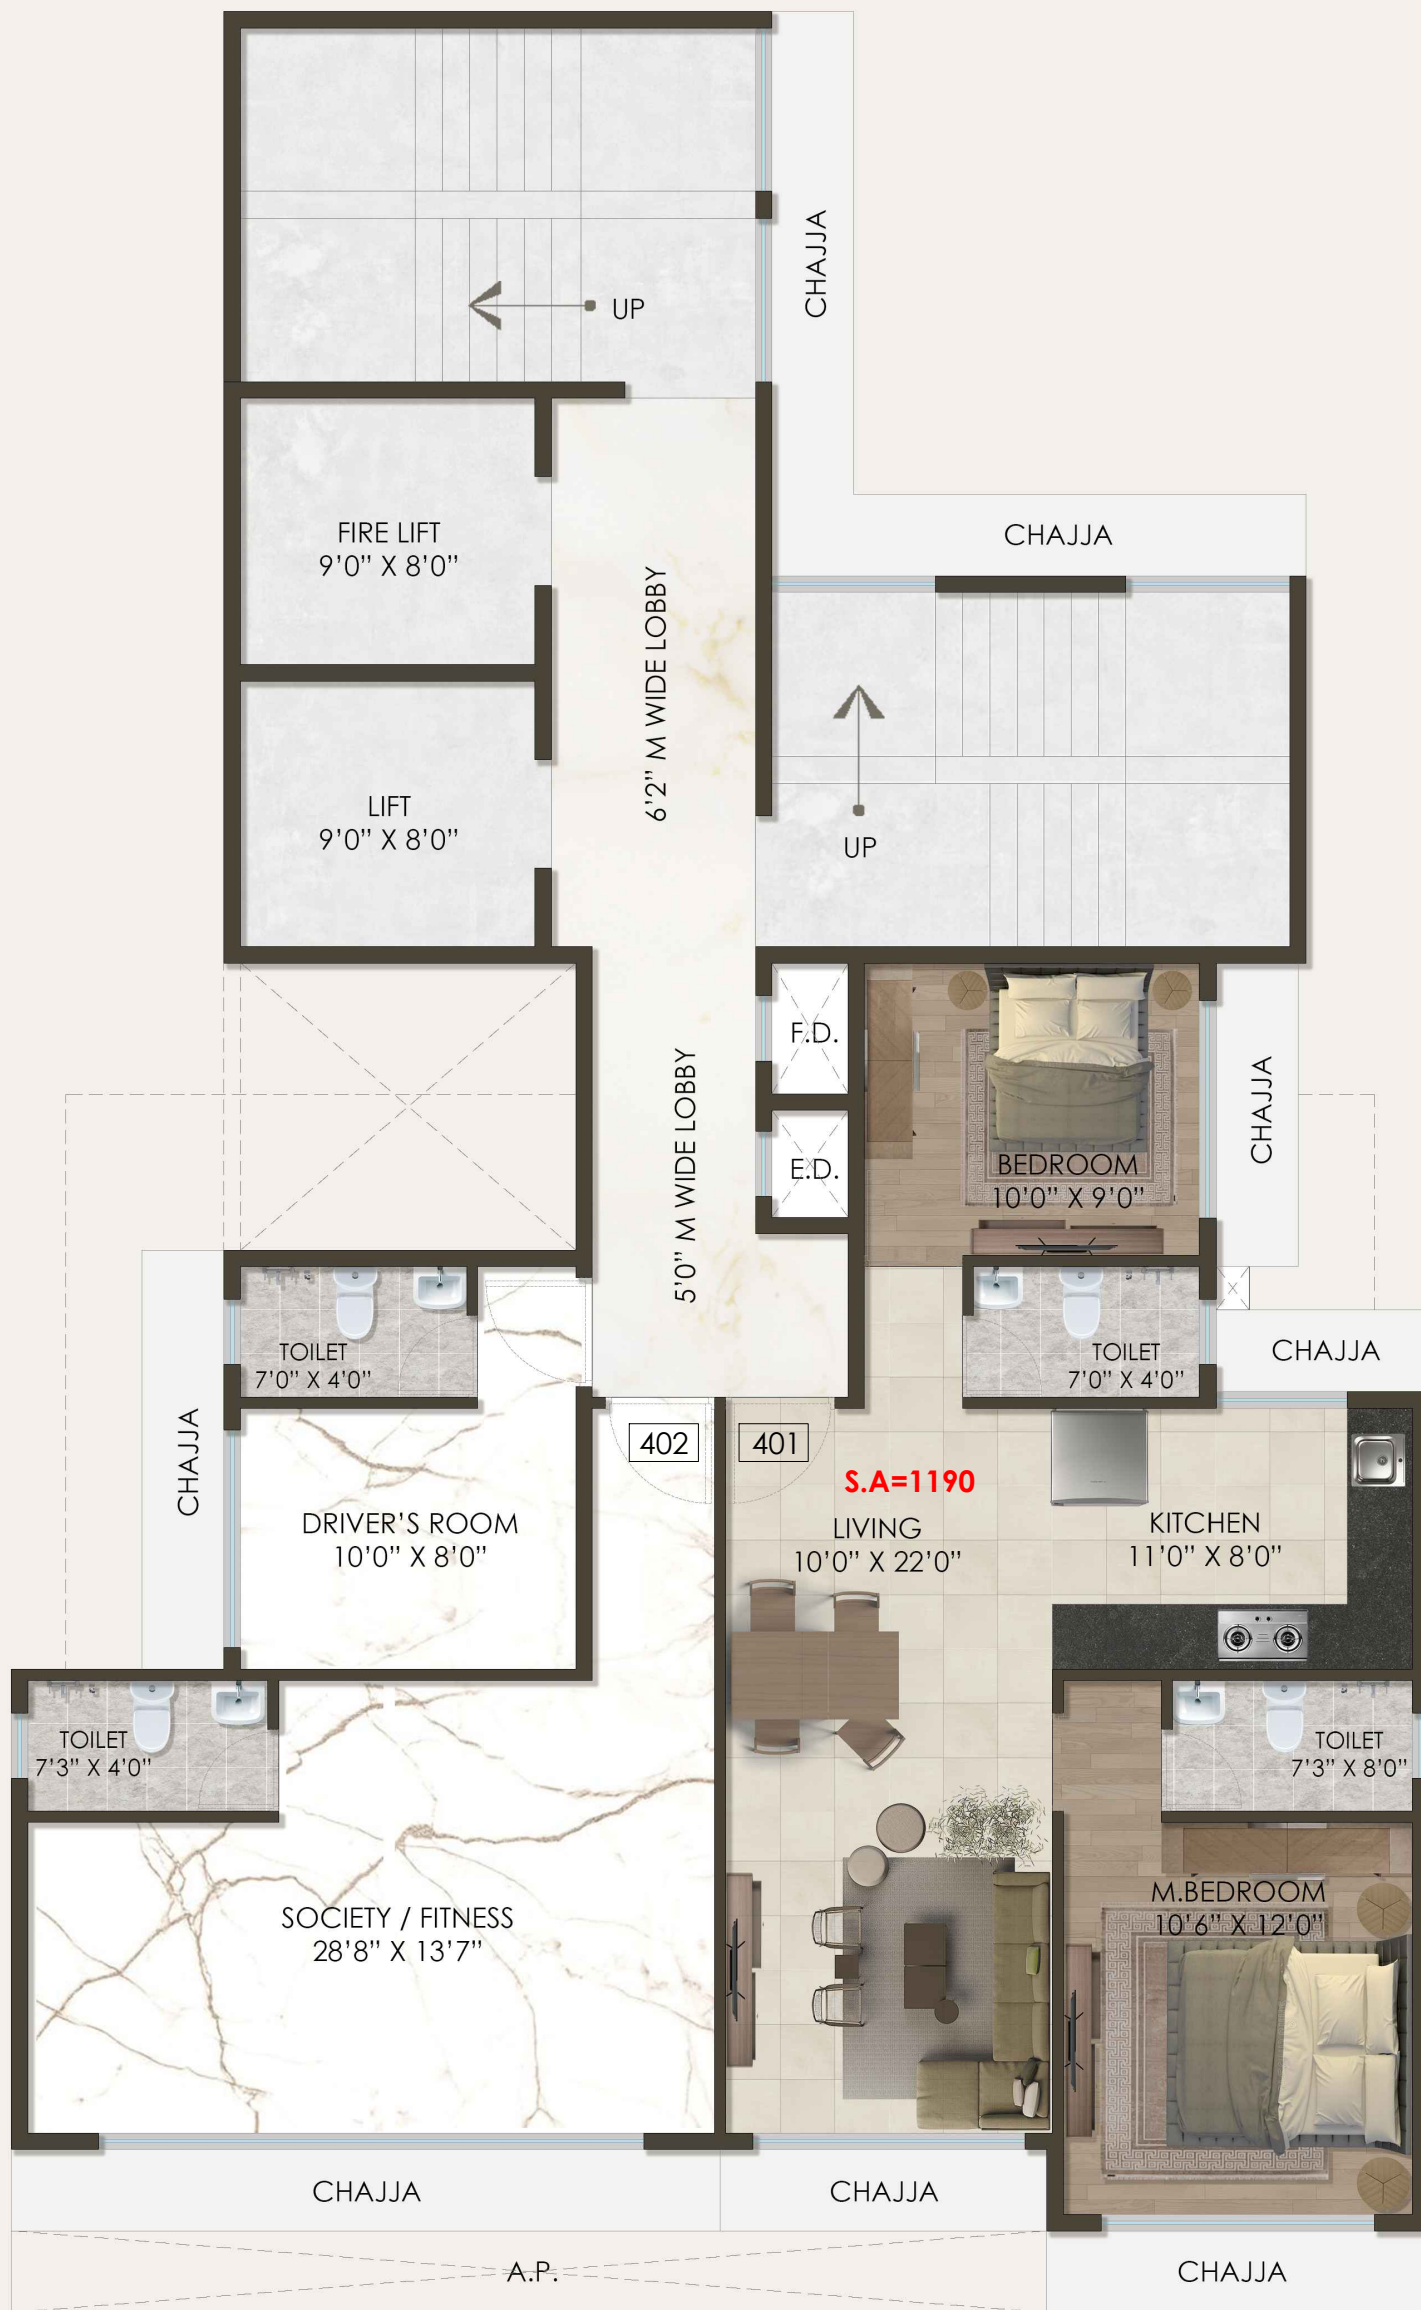 CHAJJA
UP
CHAJJA
FIRE LIFT
9'0" X 8'0"
6'2" M WIDE LOBBY
LIFT
9'0" X 8'0"
UP
F.D.
5'0" M WIDE LOBBY
E.D.
BEDROOM
10'0" X 9'0"
CHAJJA
TOILET
7'0" X 4'0"
TOILET
7'0" X 4'0"
X
CHAJJA
CHAJJA
402
401
S.A=1190
DRIVER'S ROOM
10'0" X 8'0"
LIVING
10'0" X 22'0"
KITCHEN
11'0" X 8'0"
TOILET
7'3" X 4'0"
TOILET
7'3" X 8'0"
SOCIETY / FITNESS
28'8" X 13'7"
M.BEDROOM
10'6" X 12'0"
CHAJJA
CHAJJA
A.P.
CHAJJA